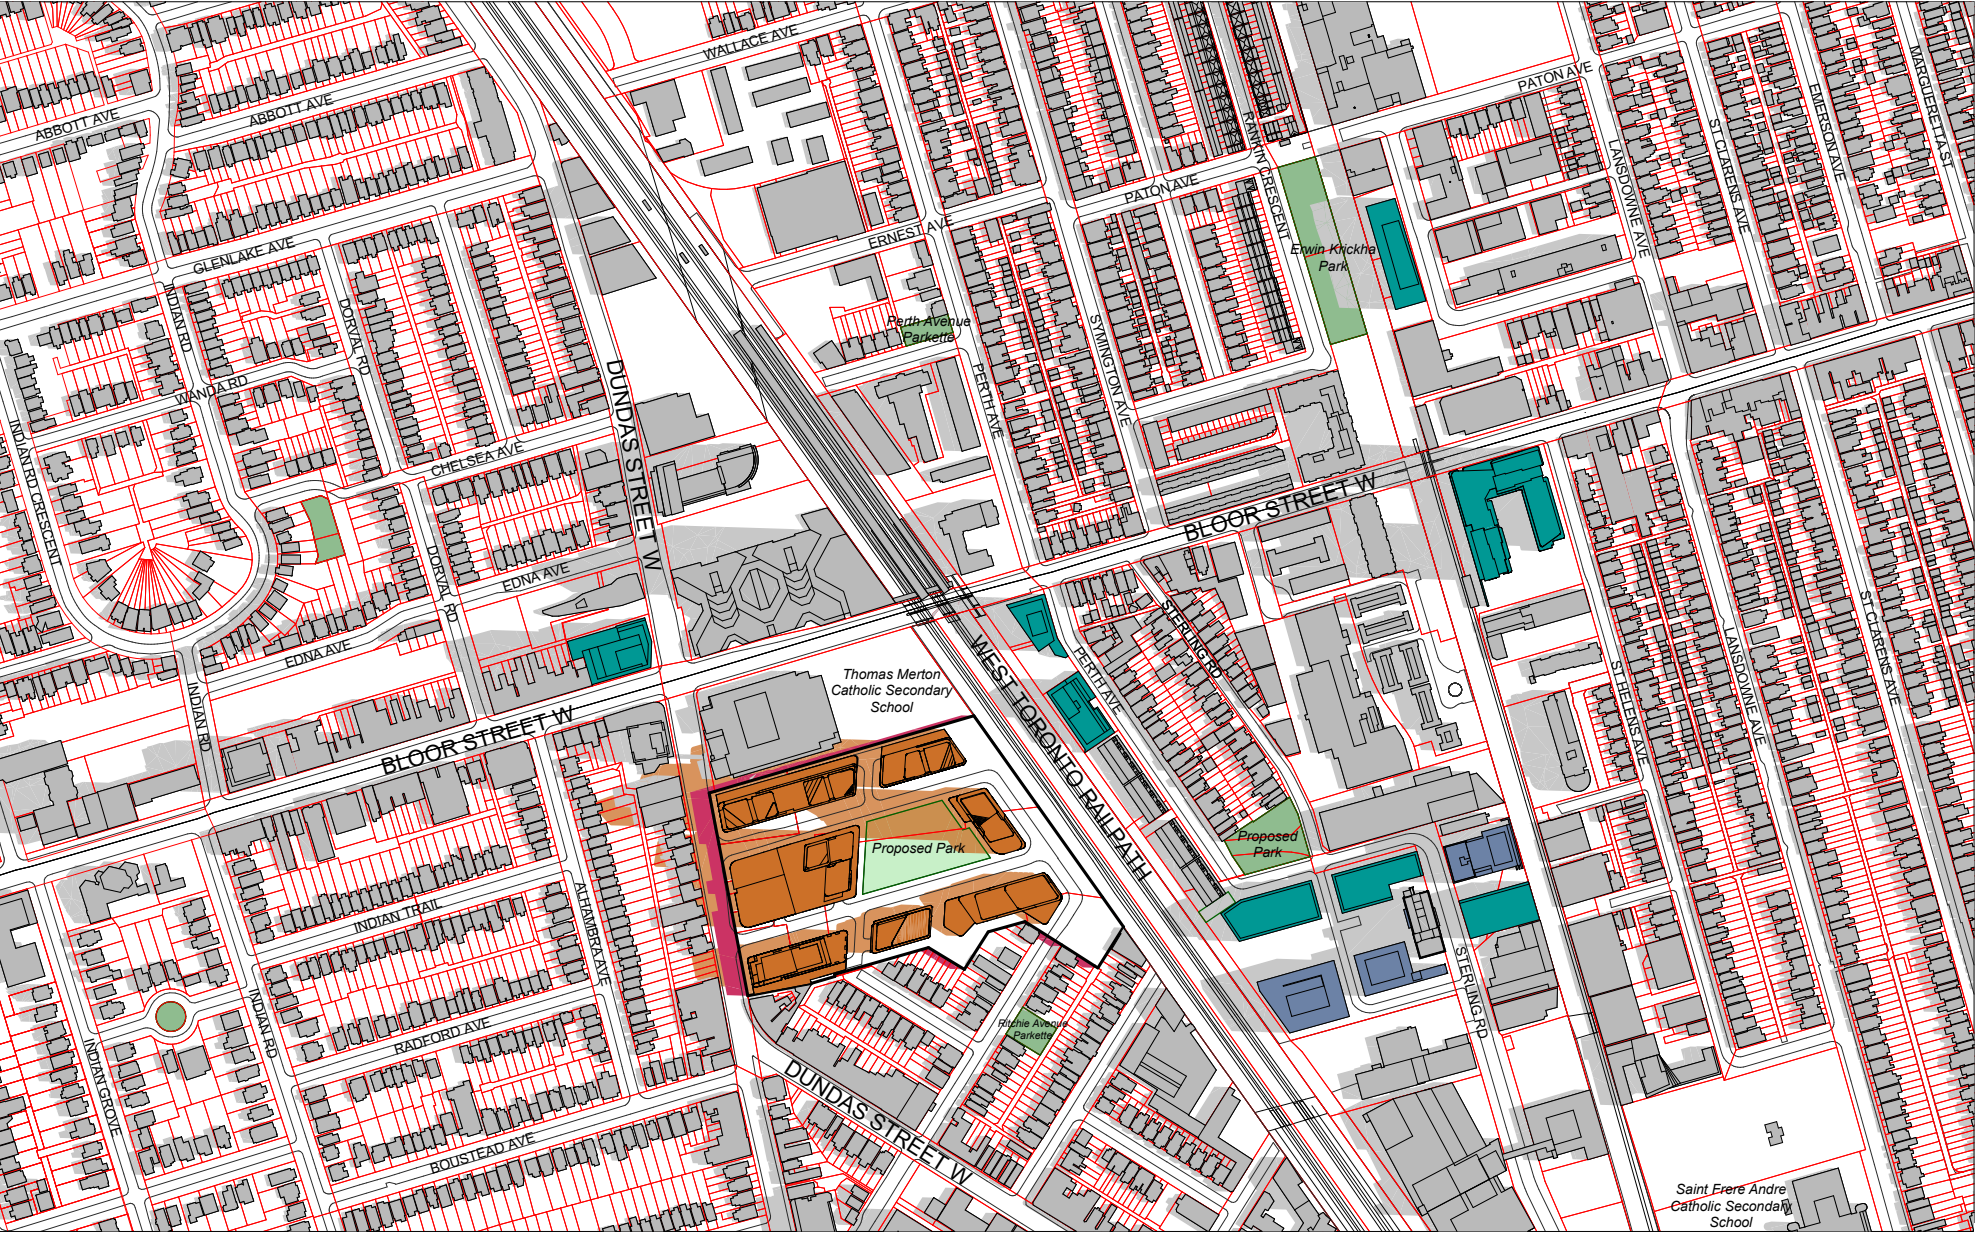 WALLACE AVE
ABBOTT AVE
ABBOTT AVE
PATON AVE
MARGUERETTA ST
EMERSON AVE
ST CLARENS AVE
LANSDOWNE AVE
RANKIN CRESCENT
PATON AVE
ERNEST AVE
GLENLAKE AVE
Erwin Krickha
Park
INDIAN RD
DORVAL RD
Perth Avenue
Parkette
SYMINGTON AVE
PERTH AVE
WANDA RD
DUNDAS STREET W
INDIAN RD CRESCENT
CHELSEA AVE
BLOOR STREET W
DORVAL RD
EDNA AVE
EDNA AVE
STERLING RD
WEST TORONTO RAILPATH
PERTH AVE
ST HELENS AVE
LANSDOWNE AVE
ST CLARENS AVE
Thomas Merton
Catholic Secondary
School
INDIAN RD
BLOOR STREET W
Proposed Park
Proposed
Park
INDIAN TRAIL
ALHAMBRA AVE
STERLING RD
INDIAN RD
RADFORD AVE
Ritchie Avenue
Parkette
INDIAN GROVE
DUNDAS STREET W
BOUSTEAD AVE
Saint Frere Andre
Catholic Secondary
School